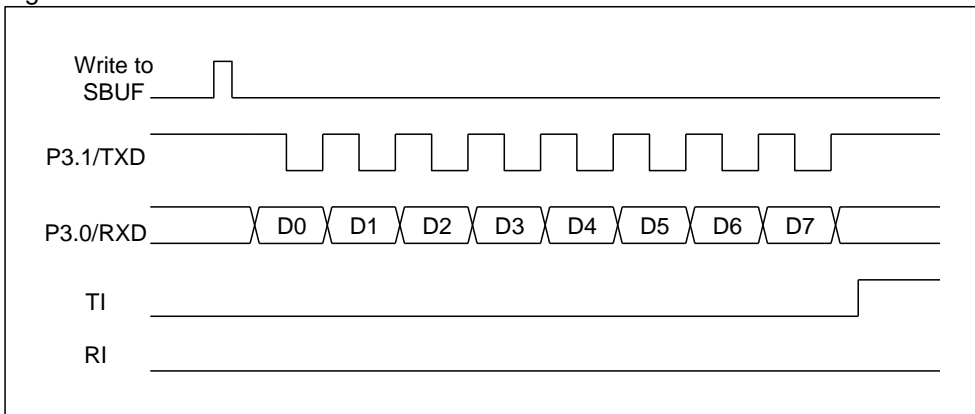 Write to
SBUF
P3.1/TXD
P3.0/RXD
D0 D1 D2 D3 D4 D5 D6 D7
TI
RI